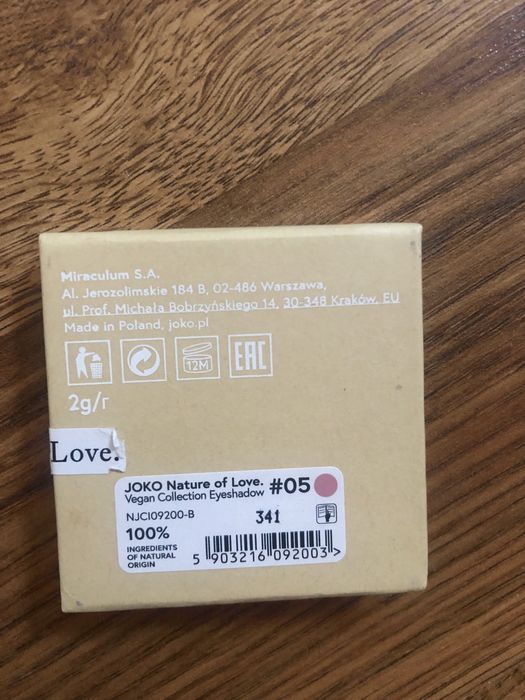 Miraculum S.A.
Al. Jerozolimskie 184 B, 02-486 Warszawa,
ul. Prof. Michała Bobrzyńskiego 14, 30-348 Kraków, EU
Made in Poland, joko.pl
12M
EAC
2g/г
Love.
JOKO Nature of Love. #05
Vegan Collection Eyeshadow
NJCI09200-B 341
100%
INGREDIENTS
OF NATURAL
ORIGIN
5 903216 092003 >